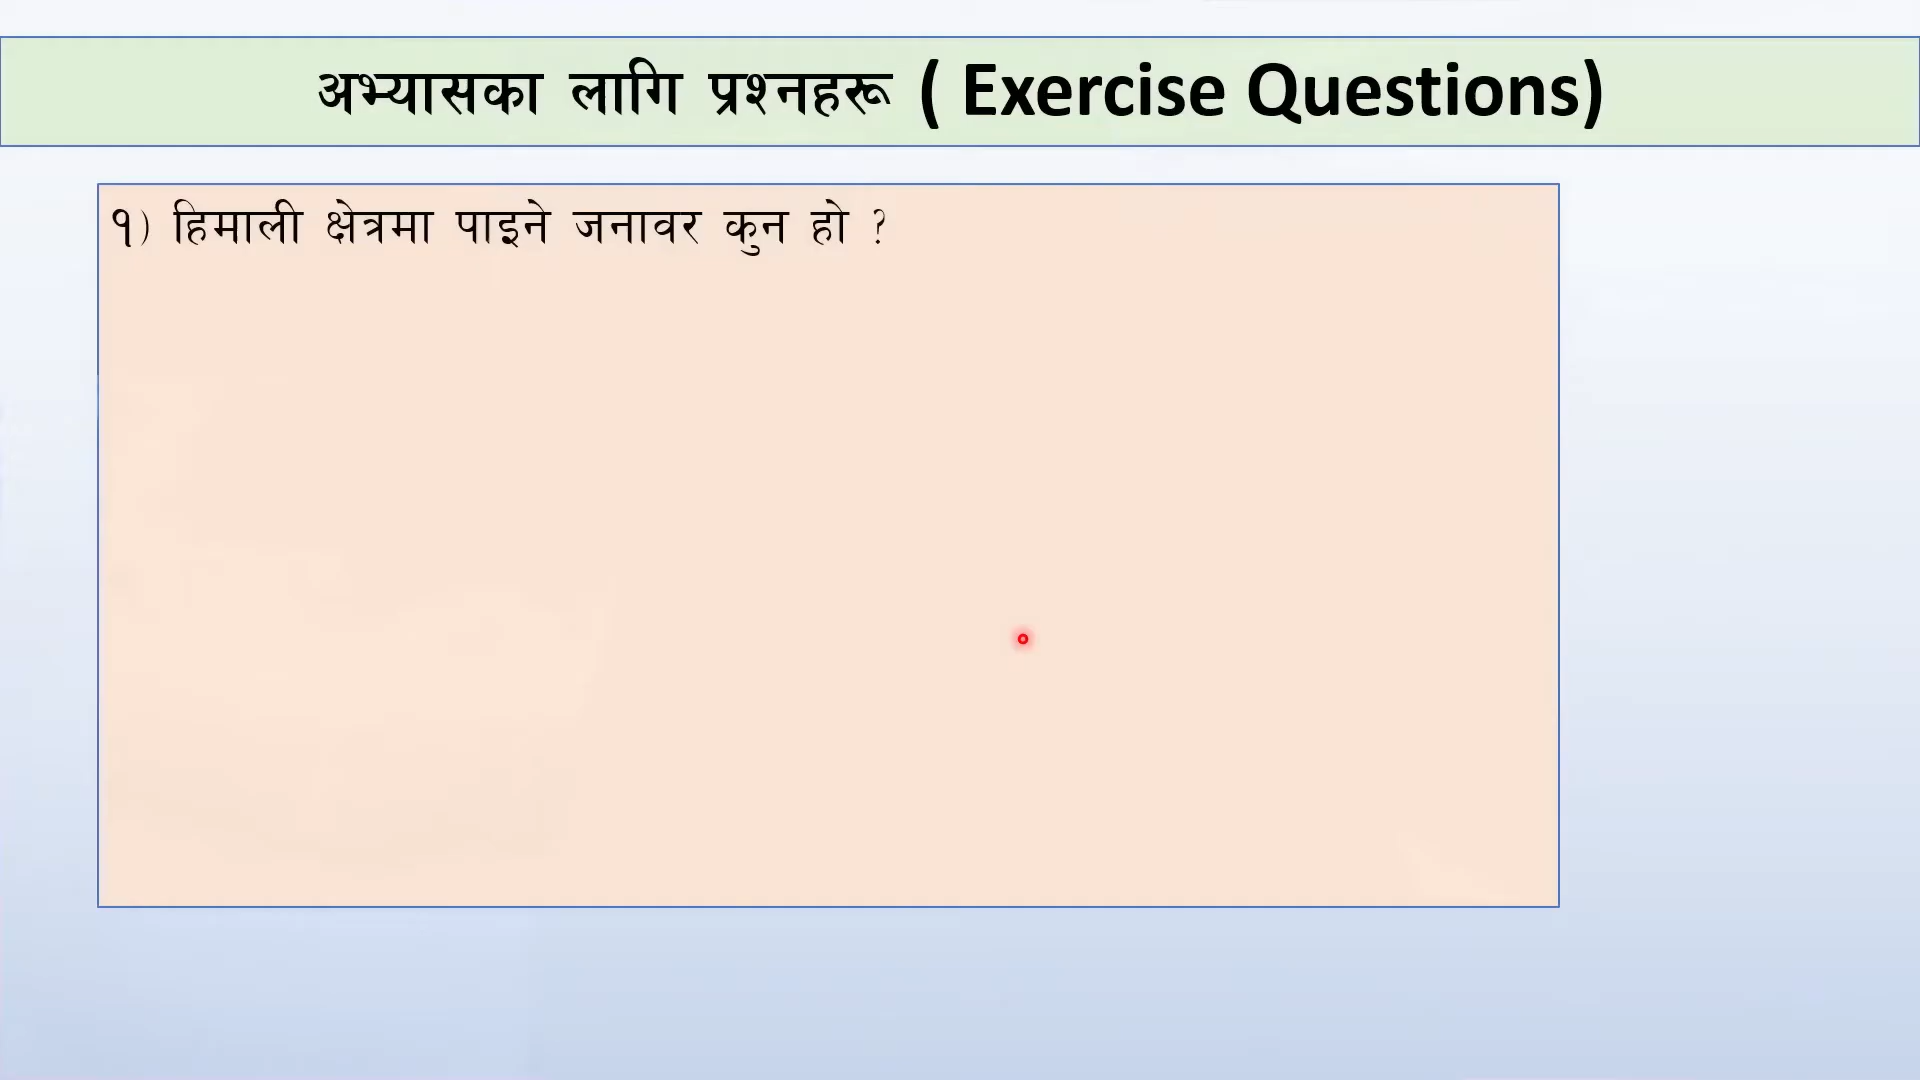 अभ्यासका लागि प्रश्नहरू ( Exercise Questions)
१) हिमाली क्षेत्रमा पाइने जनावर कुन हो ?